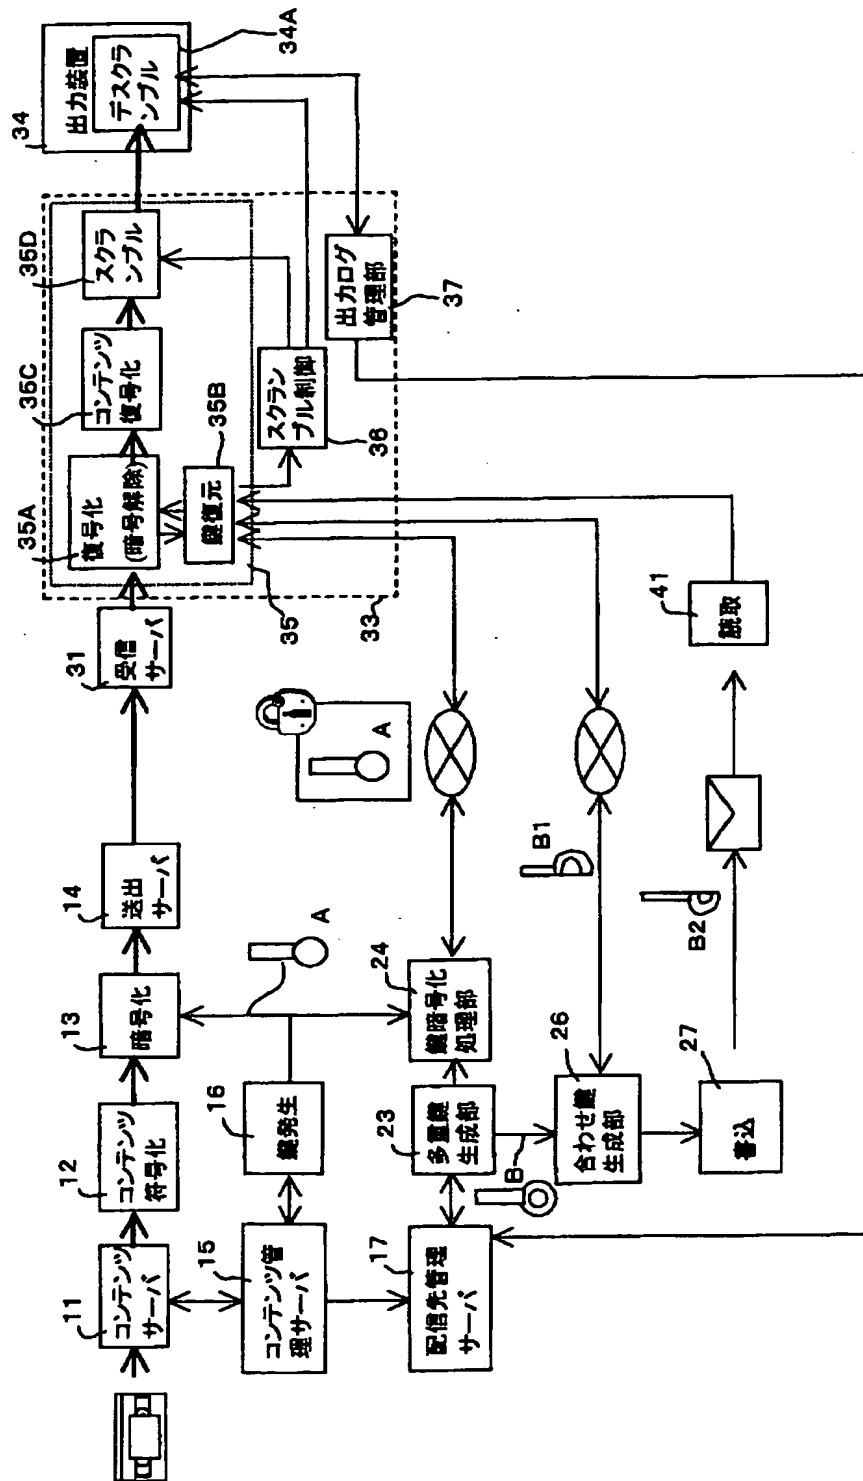 11
コンテンツ
サーバ
12
コンテンツ
符号化
13
暗号化
14
送出
サーバ
31
受信
サーバ
35A
復号化
(暗号解除)
35C
コンテンツ
復号化
35D
スクラ
ンブル
34
出力装置
デスクラ
ンブル
34A
35B
鍵復元
35
33
スクラン
ブル制御
36
出力ログ
管理部
37
15
コンテンツ管
理サーバ
16
鍵発生
A
A
17
配信先管理
サーバ
23
多重鍵
生成部
24
鍵暗号化
処理部
B
26
合わせ鍵
生成部
B1
27
書込
B2
41
読取